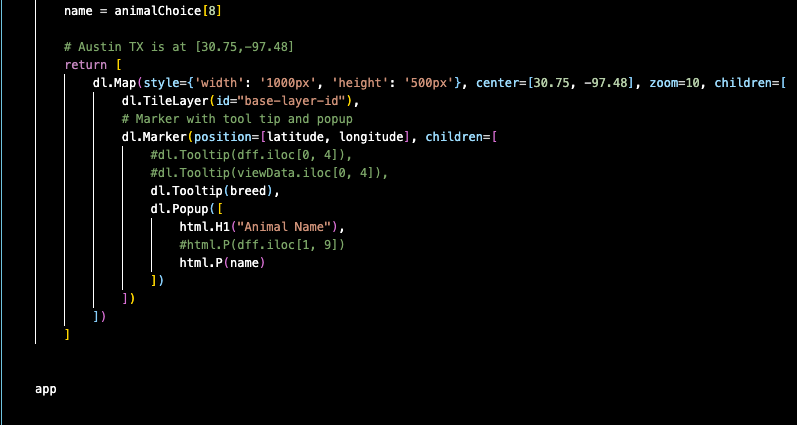 name = animalChoice[8]
# Austin TX is at [30.75,-97.48]
return [
dl.Map(style={'width': '1000px', 'height': '500px'}, center=[30.75, -97.48], zoom=10, children=[
dl.TileLayer(id="base-layer-id"),
# Marker with tool tip and popup
dl.Marker(position=[latitude, longitude], children=[
#dl.Tooltip(dff.iloc[0, 4]),
#dl.Tooltip(viewData.iloc[0, 4]),
dl.Tooltip(breed),
dl.Popup([
html.H1("Animal Name"),
#html.P(dff.iloc[1, 9])
html.P(name)
])
])
])
]
app